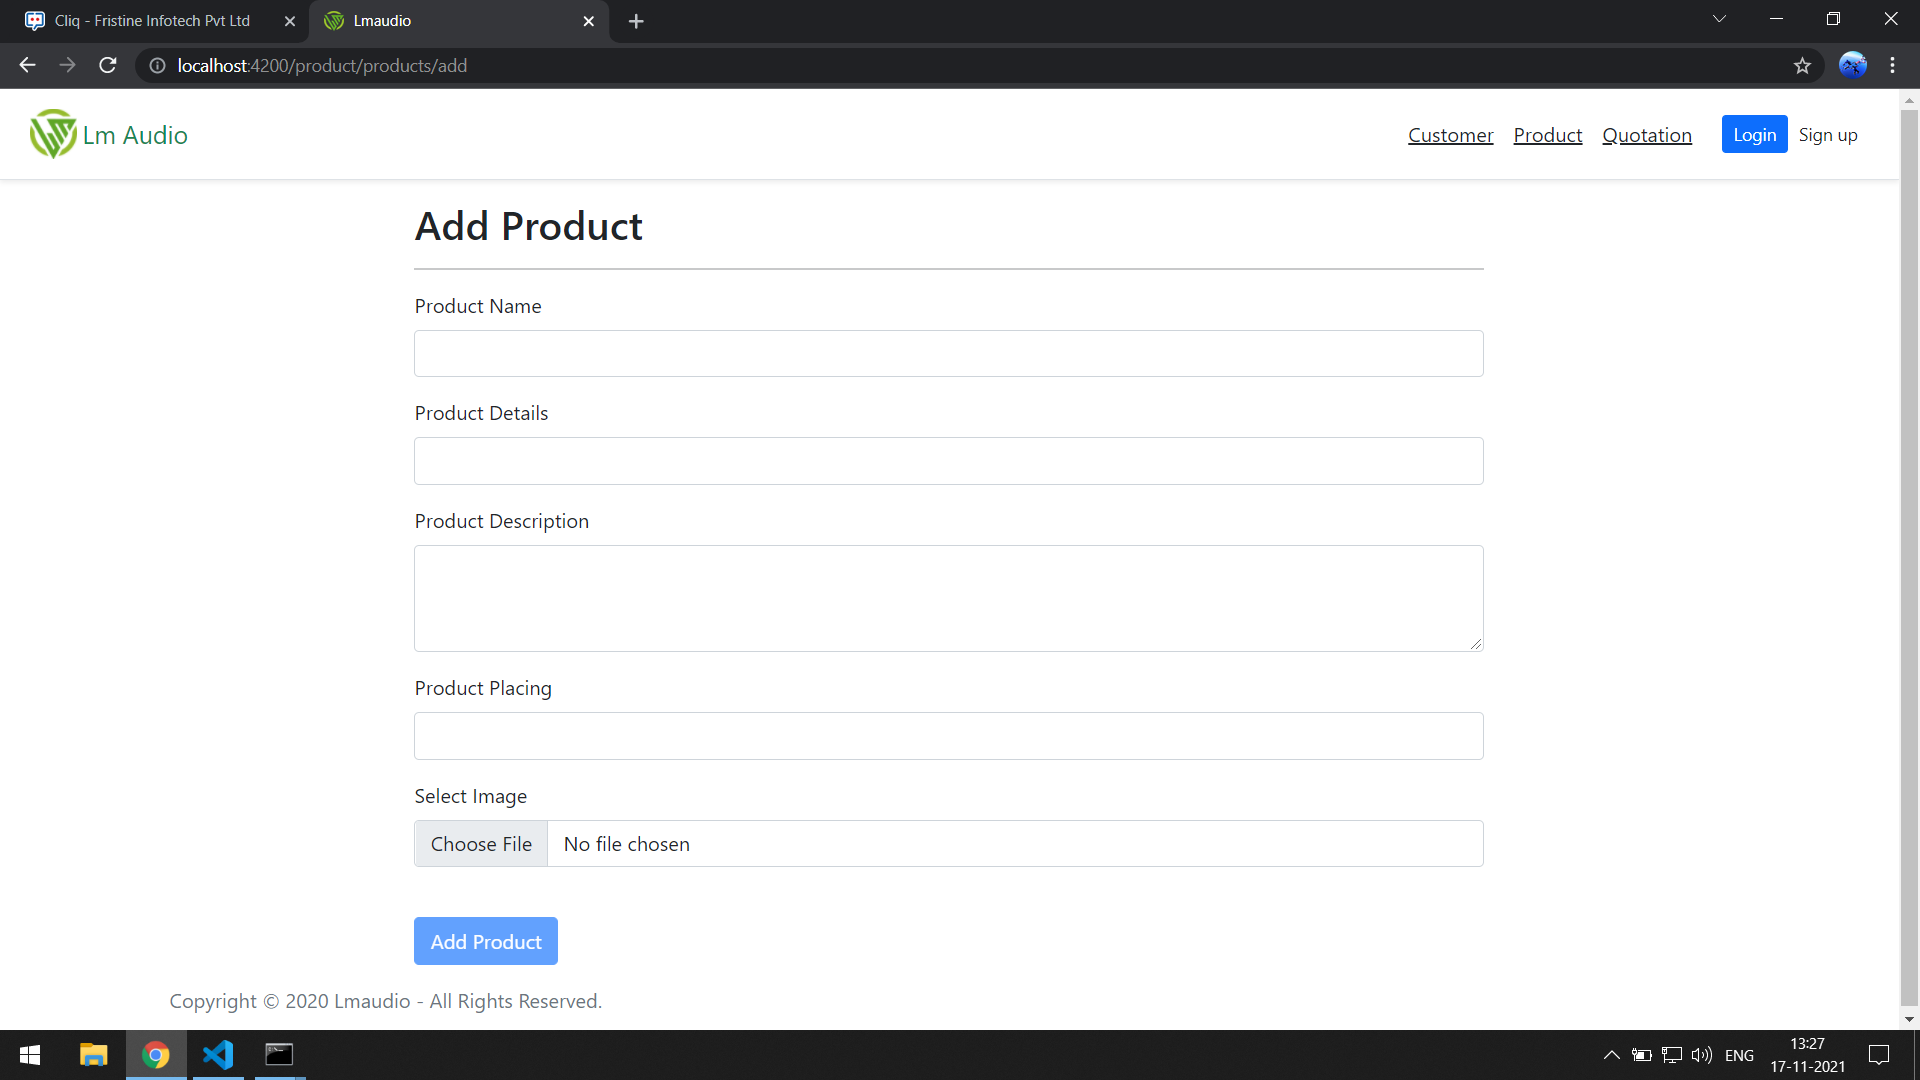 Cliq - Fristine Infotech Pvt Ltd
Lmaudio
localhost:4200/product/products/add
Lm Audio
Customer
Product
Quotation
Login
Sign up
Add Product
Product Name
Product Details
Product Description
Product Placing
Select Image
Choose File
No file chosen
Add Product
Copyright © 2020 Lmaudio - All Rights Reserved.
ENG
13:27
17-11-2021